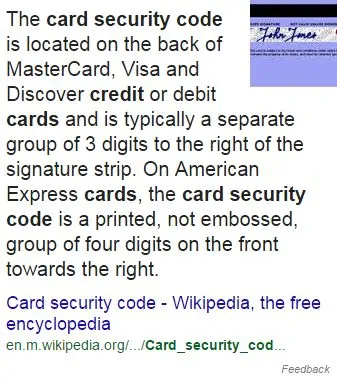 The card security code
is located on the back of
MasterCard, Visa and
Discover credit or debit
cards and is typically a separate
group of 3 digits to the right of the
signature strip. On American
Express cards, the card security
code is a printed, not embossed,
group of four digits on the front
towards the right.
John Jones
Card security code - Wikipedia, the free
encyclopedia
en.m.wikipedia.org/.../Card_security_cod...
Feedback